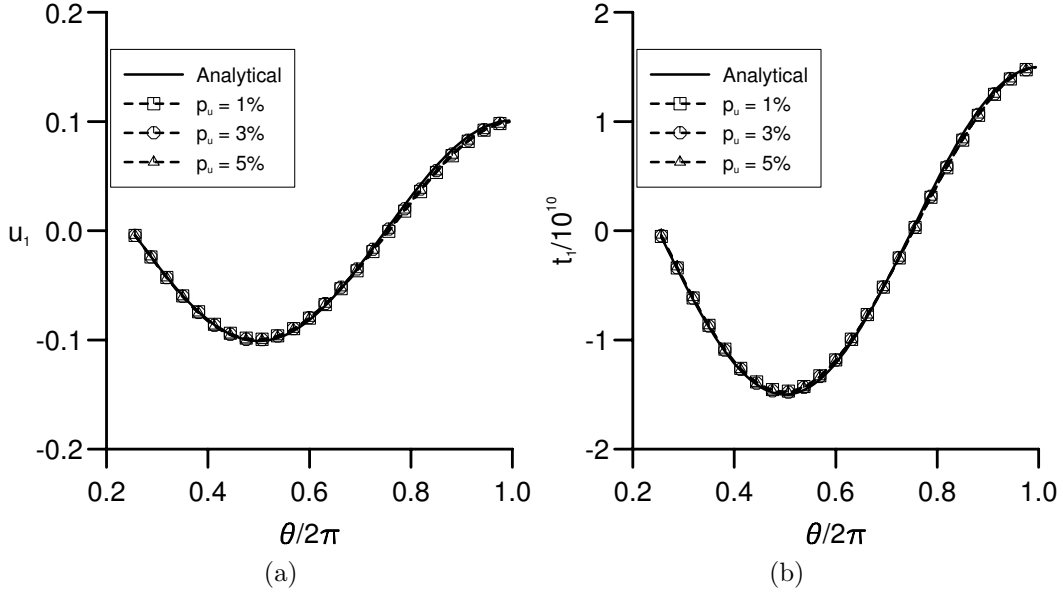 0.2
0.1
0.0
-0.1
-0.2
u₁
Analytical
pᵤ = 1%
pᵤ = 3%
pᵤ = 5%
0.2 0.4 0.6 0.8 1.0
θ/2π
(a)
2
1
0
-1
-2
t₁/10¹⁰
Analytical
pᵤ = 1%
pᵤ = 3%
pᵤ = 5%
0.2 0.4 0.6 0.8 1.0
θ/2π
(b)